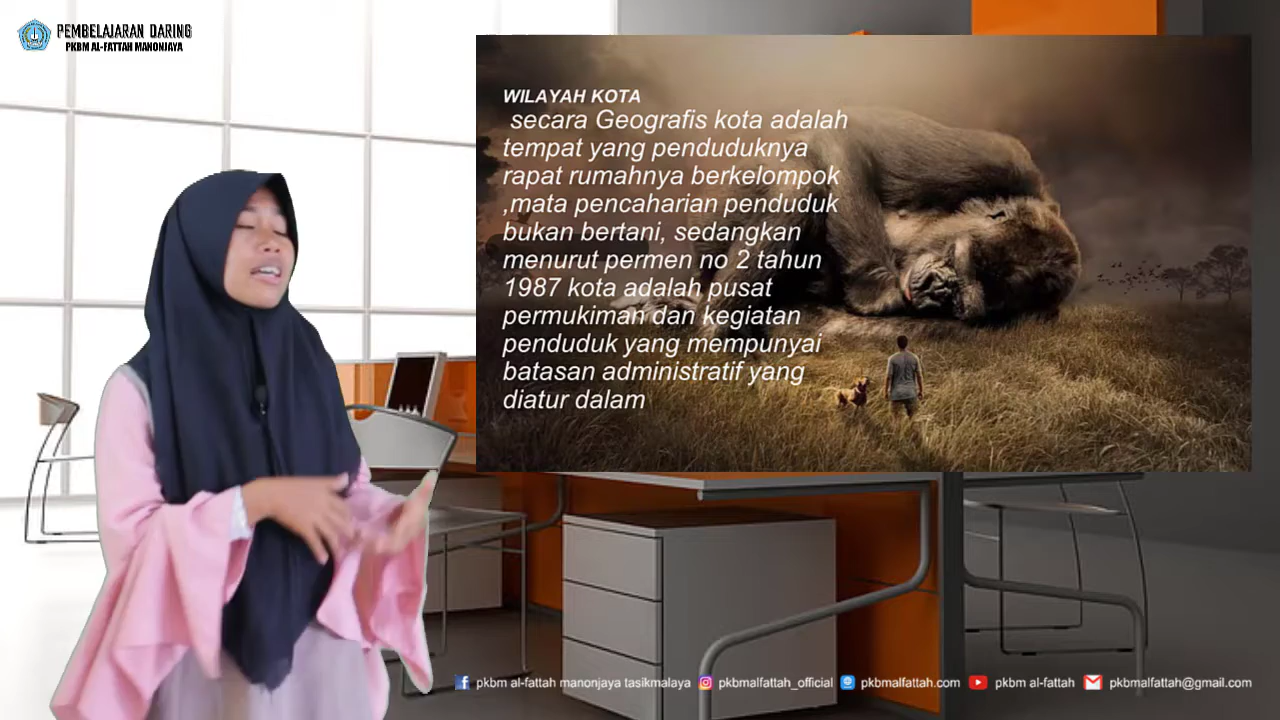 PEMBELAJARAN DARING
PKBM AL-FATTAH MANONJAYA
WILAYAH KOTA
secara Geografis kota adalah
tempat yang penduduknya
rapat rumahnya berkelompok
,mata pencaharian penduduk
bukan bertani, sedangkan
menurut permen no 2 tahun
1987 kota adalah pusat
permukiman dan kegiatan
penduduk yang mempunyai
batasan administratif yang
diatur dalam
pkbm al-fattah manonjaya tasikmalaya
pkbmalfattah_official
pkbmalfattah.com
pkbm al-fattah
pkbmalfattah@gmail.com